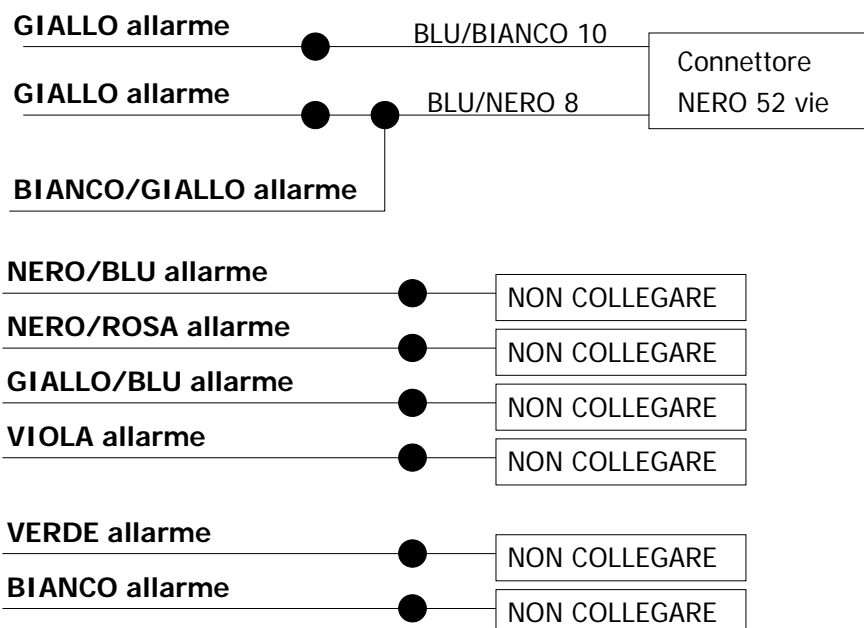 GIALLO allarme
BLU/BIANCO 10
Connettore
GIALLO allarme
BLU/NERO 8
NERO 52 vie
BIANCO/GIALLO allarme
NERO/BLU allarme
NON COLLEGARE
NERO/ROSA allarme
NON COLLEGARE
GIALLO/BLU allarme
NON COLLEGARE
VIOLA allarme
NON COLLEGARE
VERDE allarme
NON COLLEGARE
BIANCO allarme
NON COLLEGARE